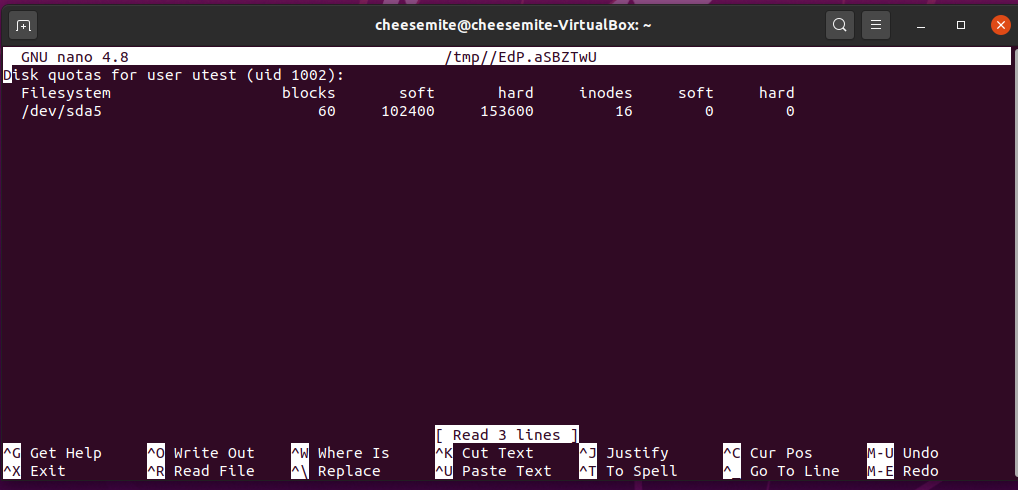 cheesemite@cheesemite-VirtualBox: ~
GNU nano 4.8 /tmp//EdP.aSBZTwU
Disk quotas for user utest (uid 1002):
Filesystem blocks soft hard inodes soft hard
/dev/sda5 60 102400 153600 16 0 0
[ Read 3 lines ]
^G Get Help ^O Write Out ^W Where Is ^K Cut Text ^J Justify ^C Cur Pos M-U Undo
^X Exit ^R Read File ^\ Replace ^U Paste Text ^T To Spell ^_ Go To Line M-E Redo